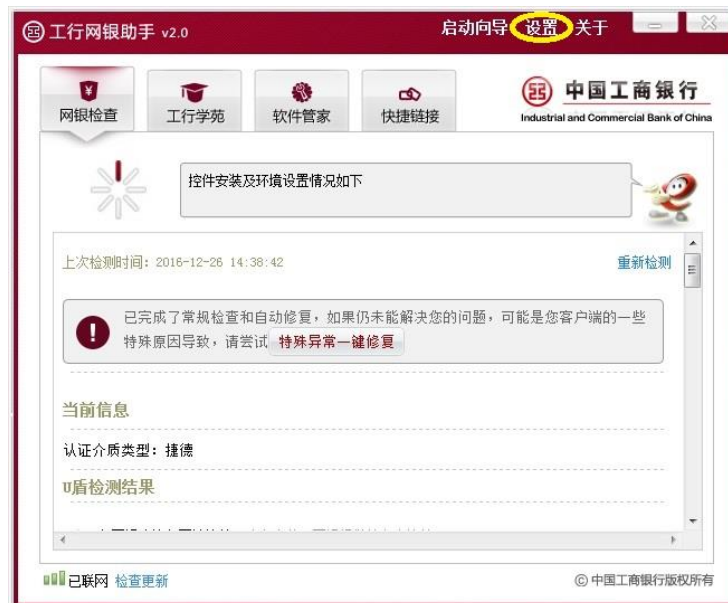 工行网银助手 v2.0
启动向导 设置 关于
网银检查 工行学苑 软件管家 快捷链接
中国工商银行
Industrial and Commercial Bank of China
控件安装及环境设置情况如下
上次检测时间：2016-12-26 14:38:42 重新检测
已完成了常规检查和自动修复，如果仍未能解决您的问题，可能是您客户端的一些
特殊原因导致，请尝试 特殊异常一键修复
当前信息
认证介质类型：捷德
U盾检测结果
已联网 检查更新 © 中国工商银行版权所有